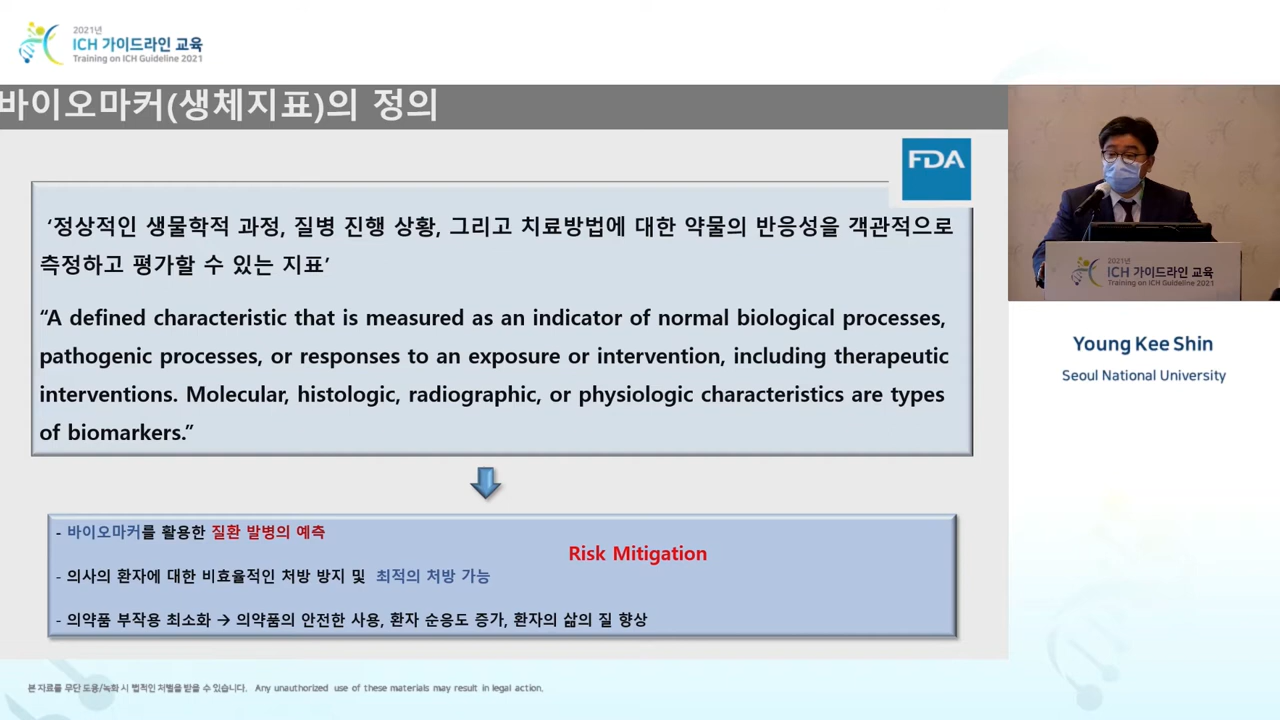 2021년
ICH 가이드라인 교육
Training on ICH Guideline 2021
바이오마커(생체지표)의 정의
FDA
‘정상적인 생물학적 과정, 질병 진행 상황, 그리고 치료방법에 대한 약물의 반응성을 객관적으로
측정하고 평가할 수 있는 지표’
“A defined characteristic that is measured as an indicator of normal biological processes,
pathogenic processes, or responses to an exposure or intervention, including therapeutic
interventions. Molecular, histologic, radiographic, or physiologic characteristics are types
of biomarkers.”
- 바이오마커를 활용한 질환 발병의 예측
Risk Mitigation
- 의사의 환자에 대한 비효율적인 처방 방지 및 최적의 처방 가능
- 의약품 부작용 최소화 → 의약품의 안전한 사용, 환자 순응도 증가, 환자의 삶의 질 향상
2021년
ICH 가이드라인 교육
Training on ICH Guideline 2021
Young Kee Shin
Seoul National University
본 자료를 무단 도용/녹화 시 법적인 처벌을 받을 수 있습니다. Any unauthorized use of these materials may result in legal action.